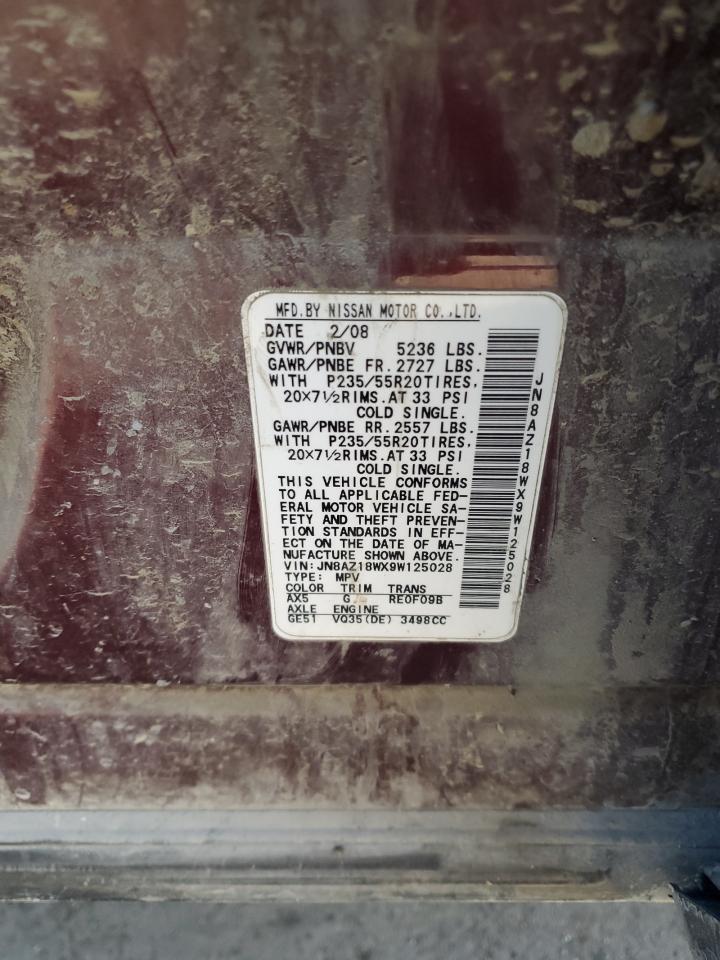 MFD.BY NISSAN MOTOR CO.,LTD.
DATE 2/08
GVWR/PNBV 5236 LBS.
GAWR/PNBE FR. 2727 LBS.
WITH P235/55R20TIRES,
20×7½RIMS.AT 33 PSI
COLD SINGLE.
GAWR/PNBE RR. 2557 LBS.
WITH P235/55R20TIRES,
20×7½RIMS.AT 33 PSI
COLD SINGLE.
THIS VEHICLE CONFORMS
TO ALL APPLICABLE FED-
ERAL MOTOR VEHICLE SA-
FETY AND THEFT PREVEN-
TION STANDARDS IN EFF-
ECT ON THE DATE OF MA-
NUFACTURE SHOWN ABOVE.
VIN:JN8AZ18WX9W125028
TYPE: MPV
COLOR TRIM TRANS
AX5 G RE0F09B
AXLE ENGINE
GE51 VQ35(DE) 3498CC
JN8AZ18WX9W125028